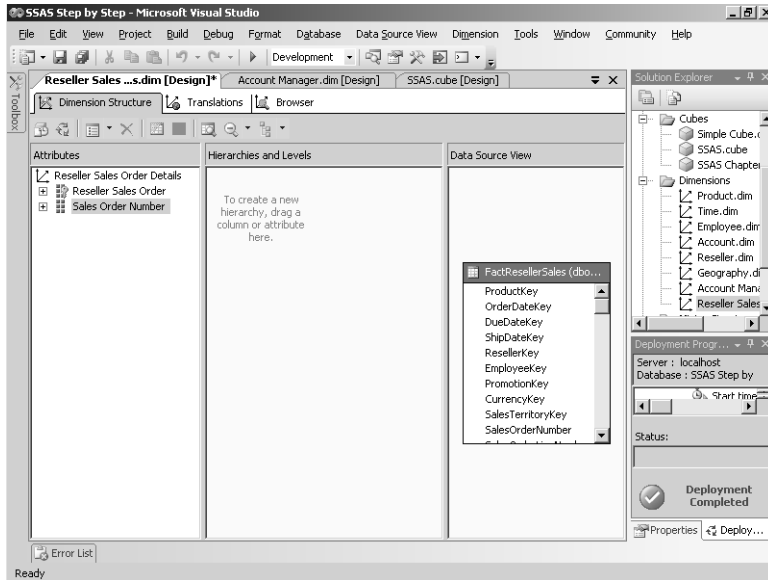 SSAS Step by Step - Microsoft Visual Studio
File Edit View Project Build Debug Format Database Data Source View Dimension Tools Window Community Help
Development
Toolbox
Reseller Sales ...s.dim [Design]* Account Manager.dim [Design] SSAS.cube [Design]
Dimension Structure Translations Browser
Attributes
Reseller Sales Order Details
Reseller Sales Order
Sales Order Number
Hierarchies and Levels
To create a new
hierarchy, drag a
column or attribute
here.
Data Source View
FactResellerSales (dbo...
ProductKey
OrderDateKey
DueDateKey
ShipDateKey
ResellerKey
EmployeeKey
PromotionKey
CurrencyKey
SalesTerritoryKey
SalesOrderNumber
Solution Explorer
Cubes
Simple Cube.c
SSAS.cube
SSAS Chapter
Dimensions
Product.dim
Time.dim
Employee.dim
Account.dim
Reseller.dim
Geography.di
Account Mana
Reseller Sales
Deployment Progr...
Server : localhost
Database : SSAS Step by
Start time
Status:
Deployment
Completed
Properties Deploy...
Error List
Ready